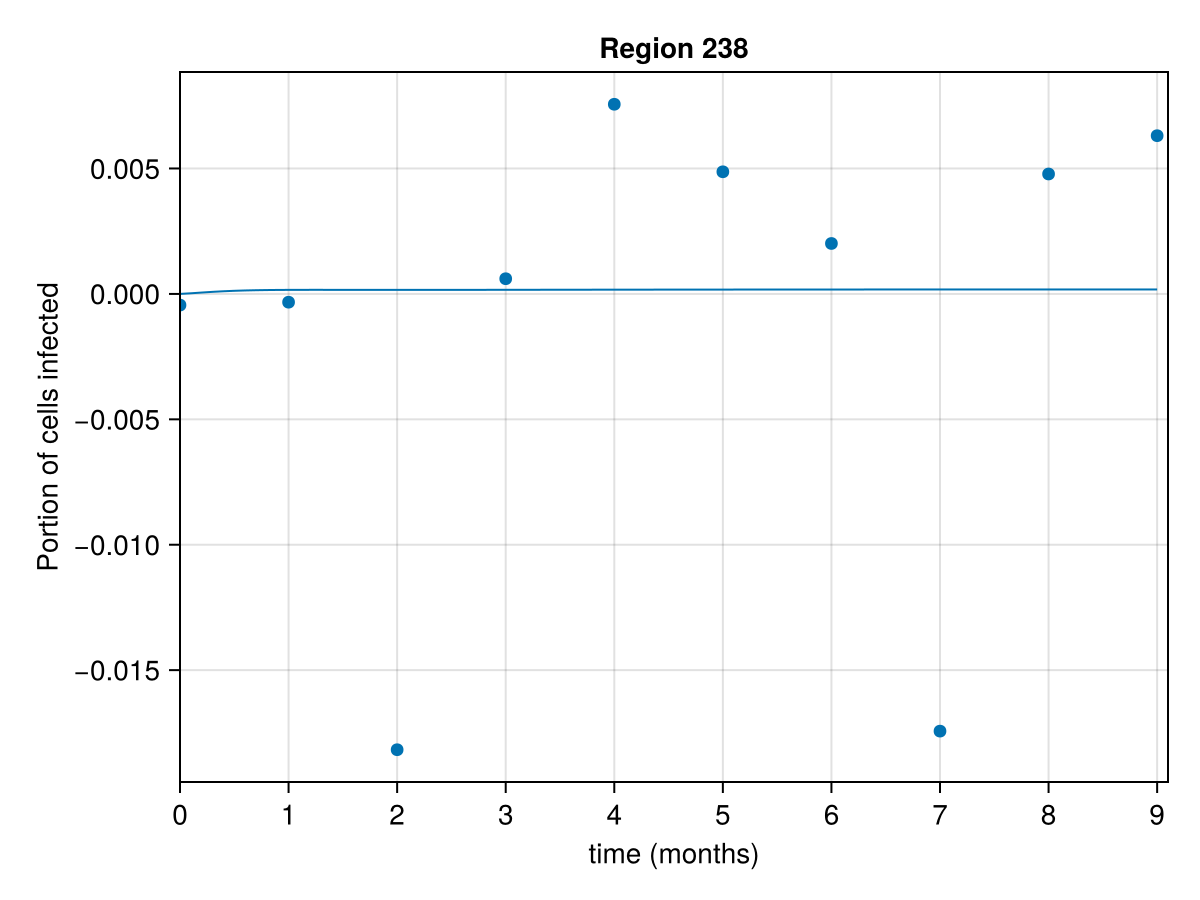 Region 238
Portion of cells infected
0.005
0.000
−0.005
−0.010
−0.015
0 1 2 3 4 5 6 7 8 9
time (months)